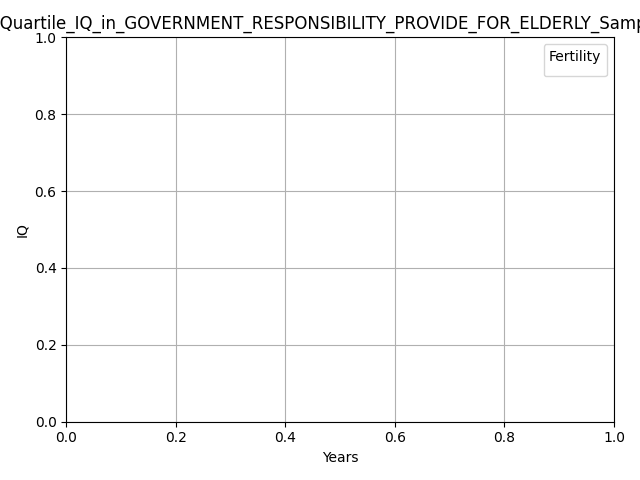 Quartile_IQ_in_GOVERNMENT_RESPONSIBILITY_PROVIDE_FOR_ELDERLY_Sam
1.0
Fertility
0.8
0.6
IQ
0.4
0.2
0.0
0.0 0.2 0.4 0.6 0.8 1.0
Years